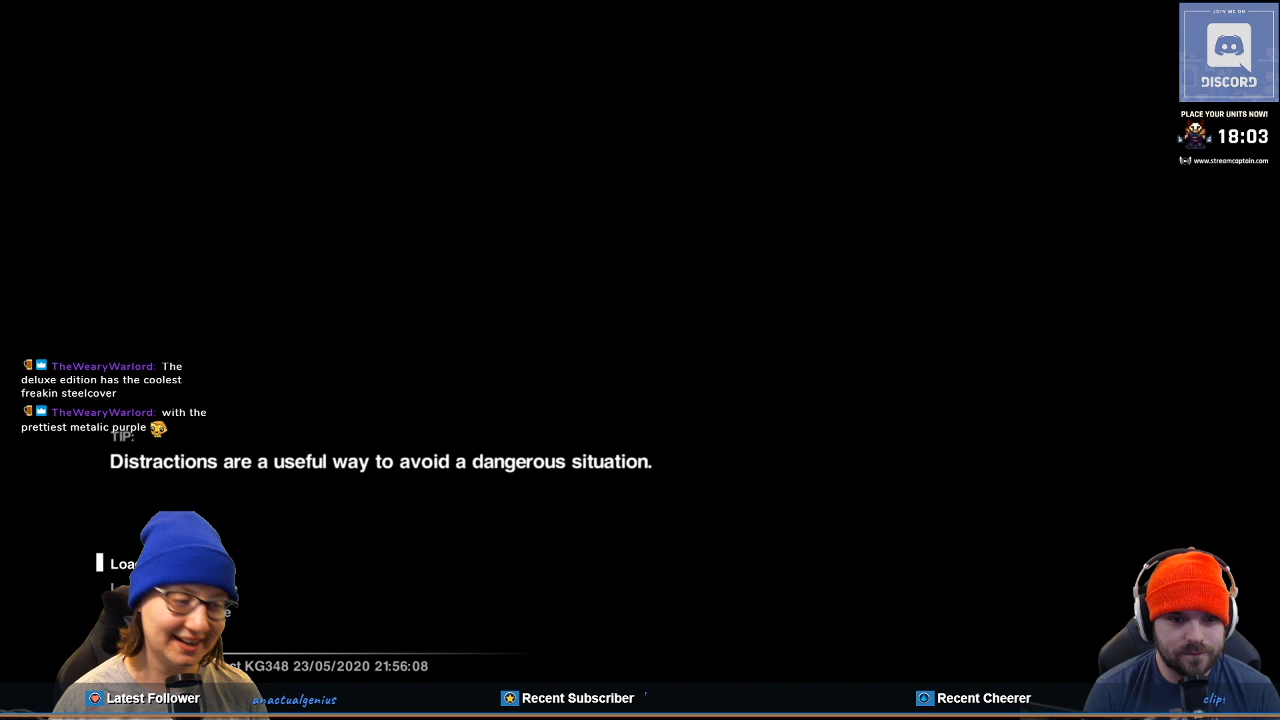 JOIN ME ON
DISCORD
PLACE YOUR UNITS NOW!
18:03
www.streamcaptain.com
TheWearyWarlord: The
deluxe edition has the coolest
freakin steelcover
TheWearyWarlord: with the
prettiest metalic purple
TIP:
Distractions are a useful way to avoid a dangerous situation.
KG348 23/05/2020 21:56:08
Latest Follower
anactualgenius
Recent Subscriber
Recent Cheerer
clip: